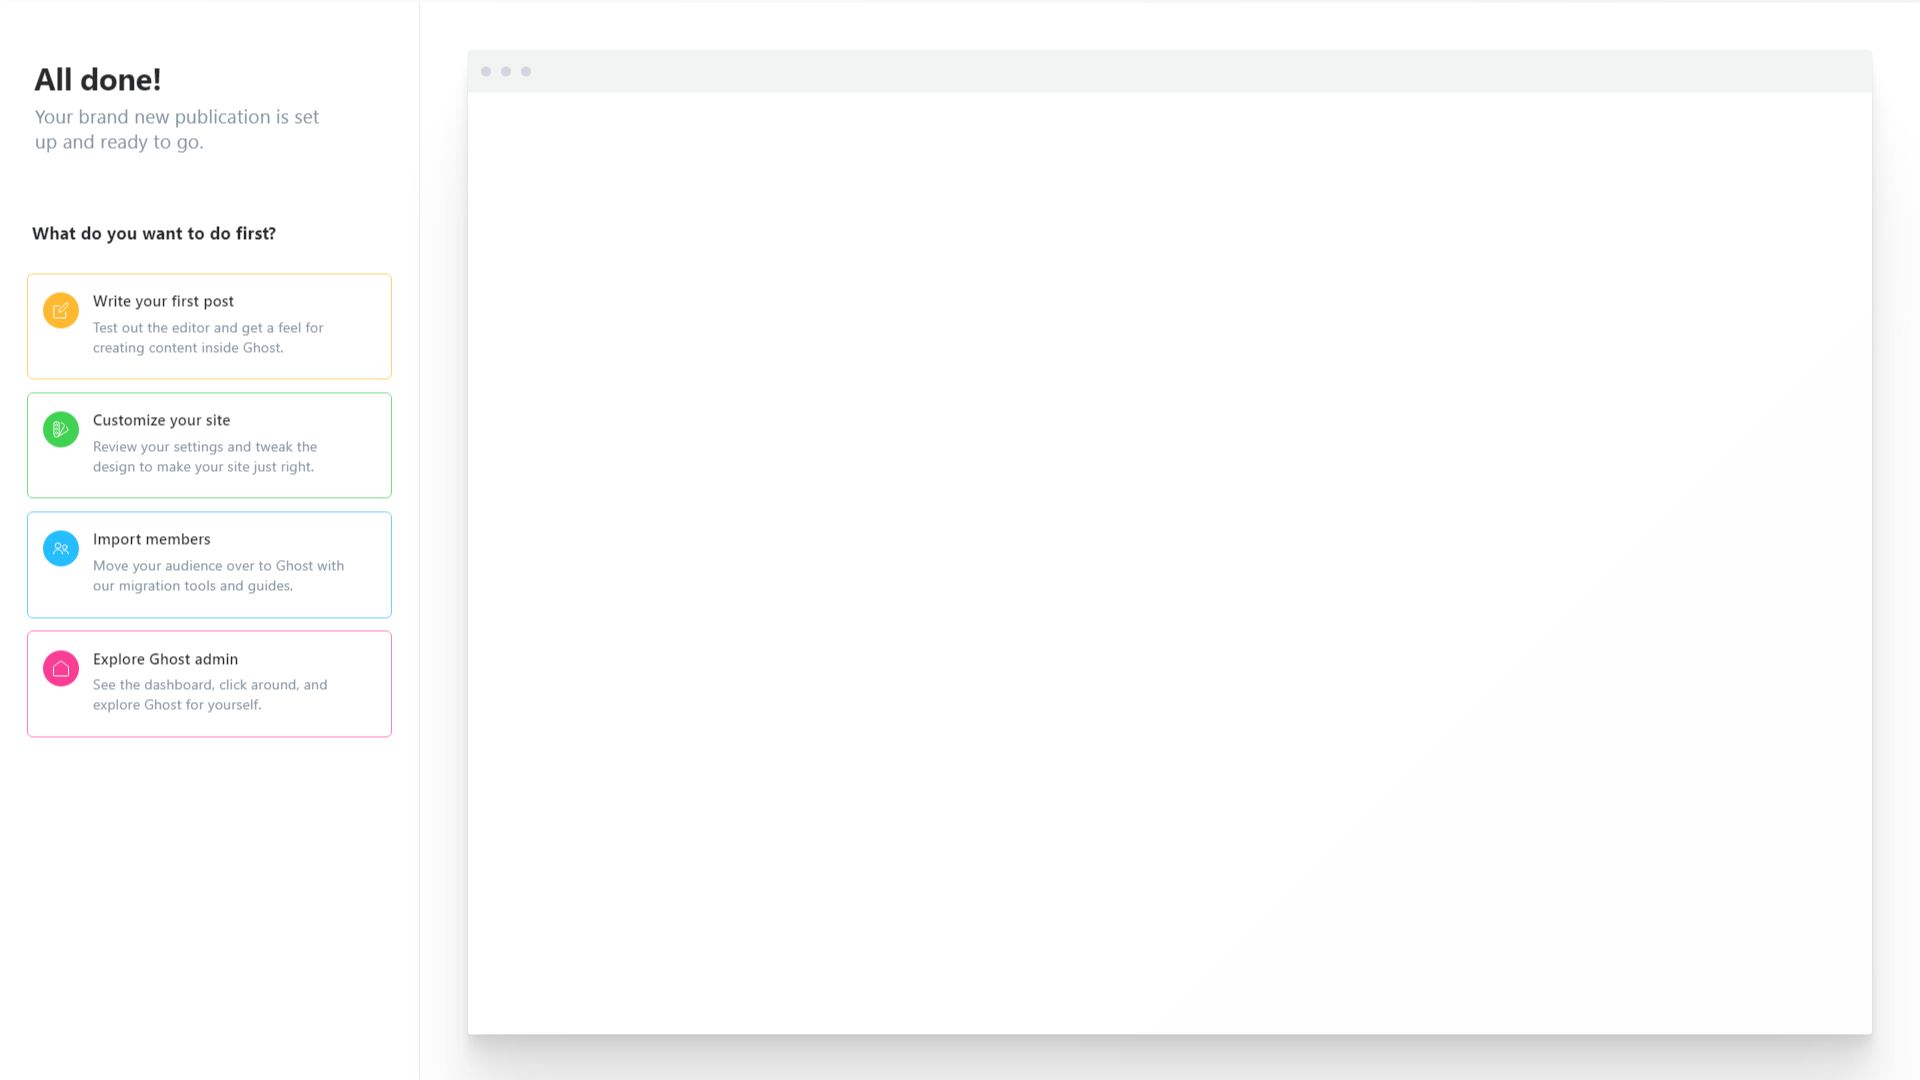 All done!
Your brand new publication is set
up and ready to go.
What do you want to do first?
Write your first post
Test out the editor and get a feel for
creating content inside Ghost.
Customize your site
Review your settings and tweak the
design to make your site just right.
Import members
Move your audience over to Ghost with
our migration tools and guides.
Explore Ghost admin
See the dashboard, click around, and
explore Ghost for yourself.